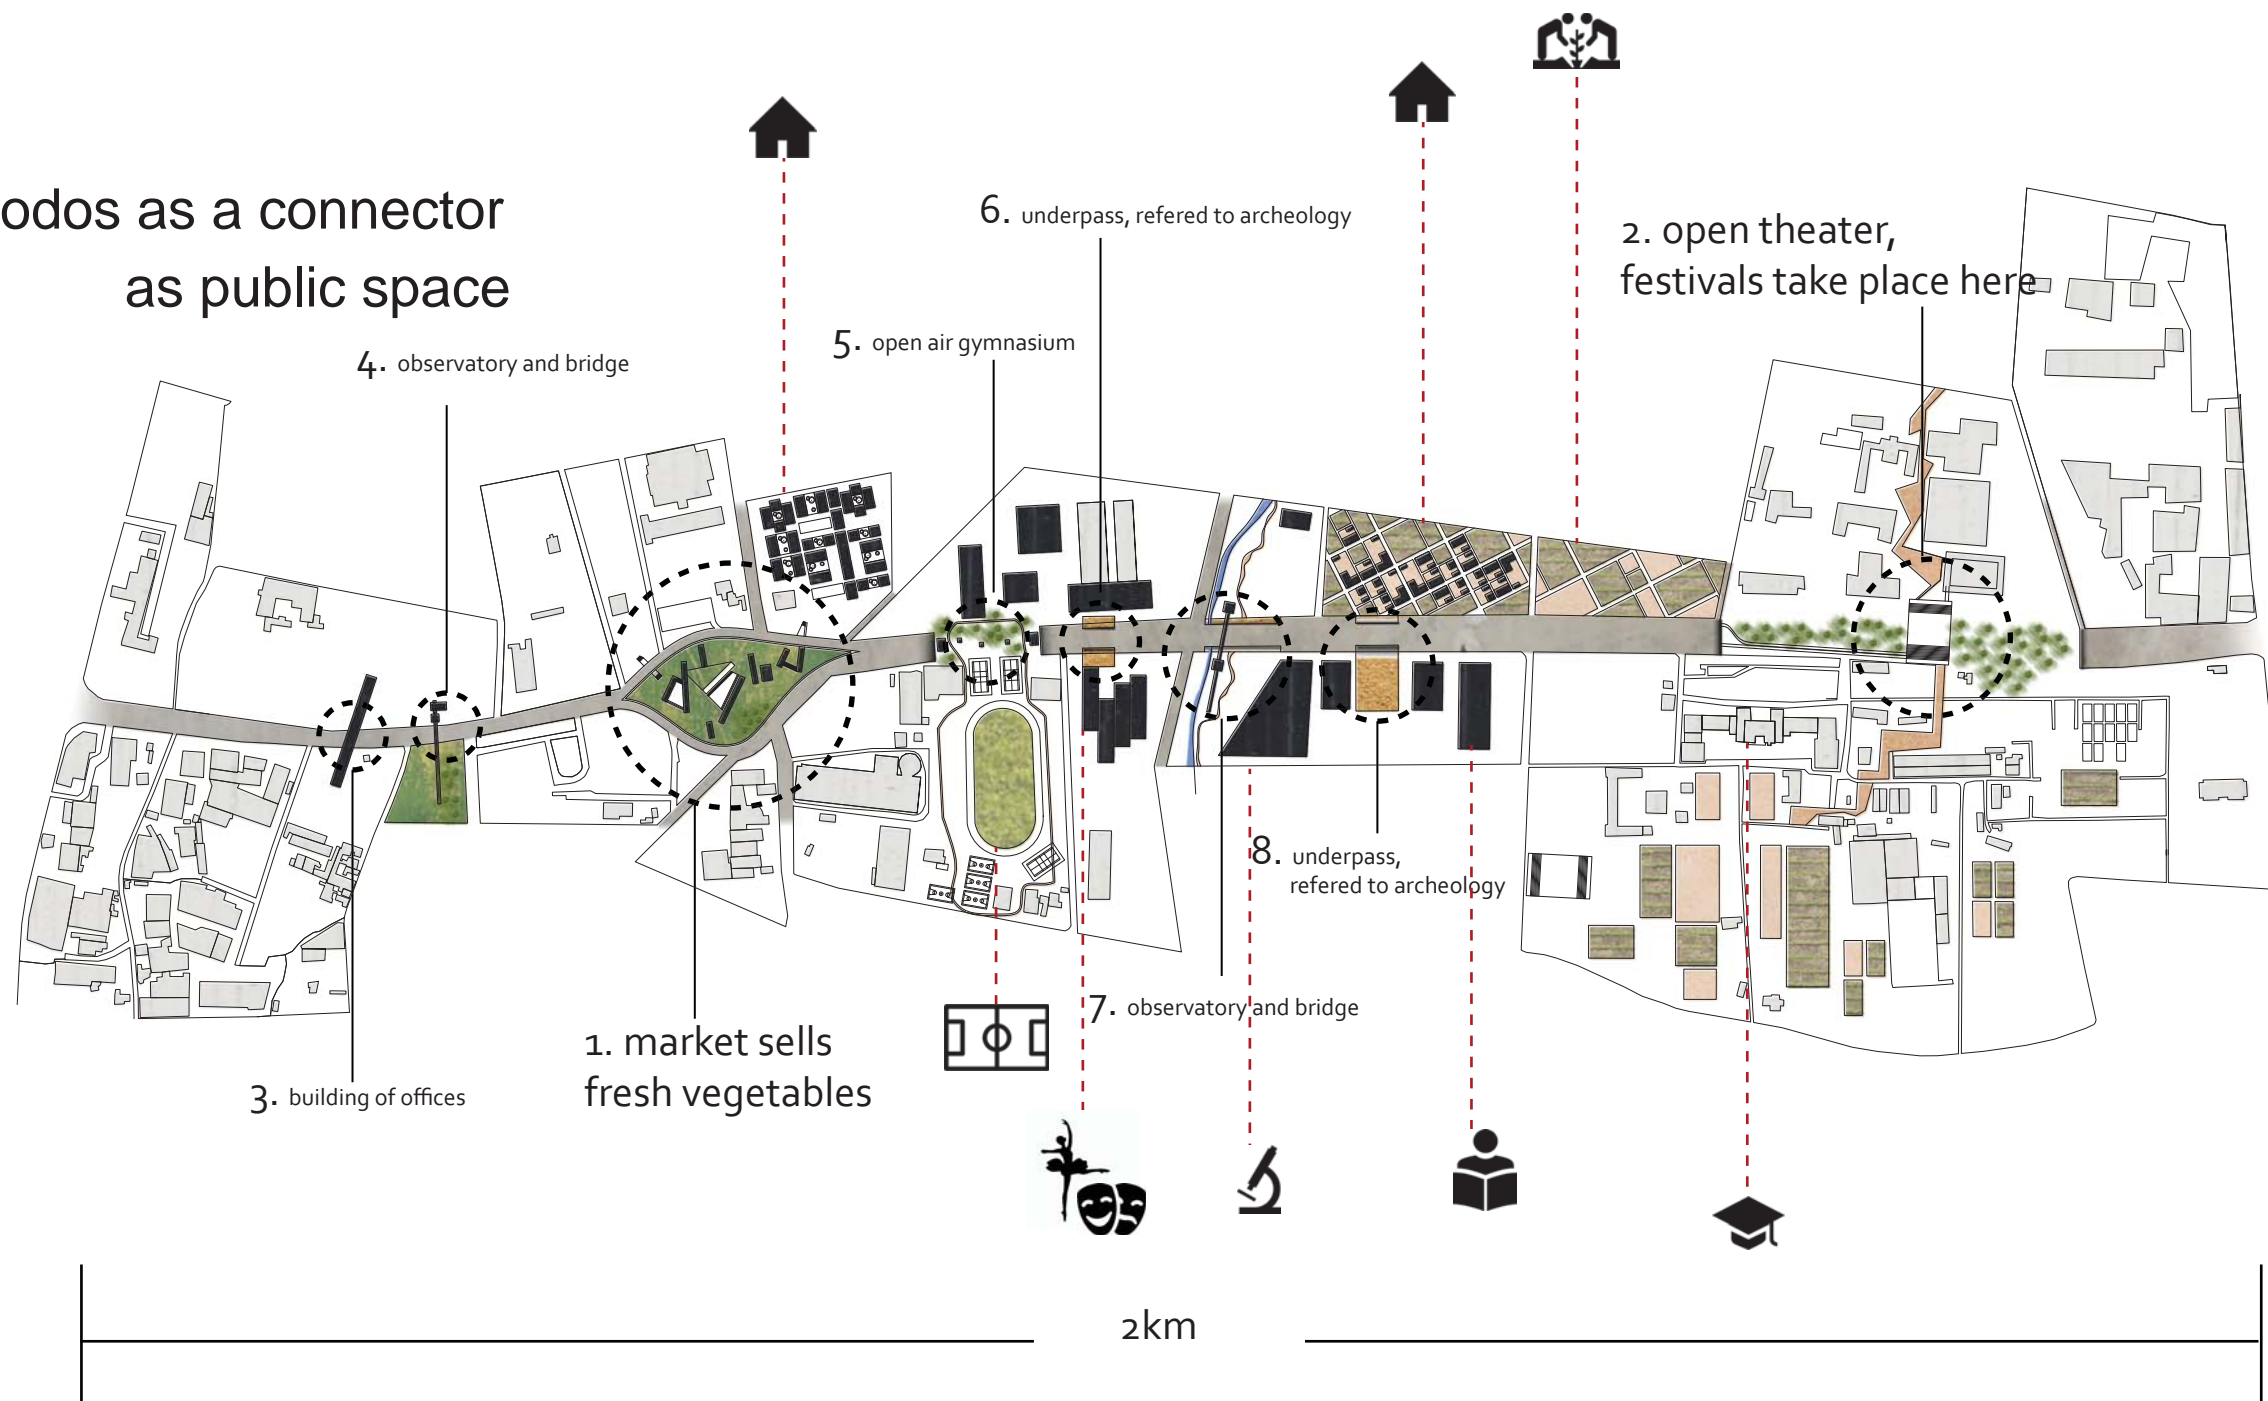 odos as a connector
as public space
6. underpass, refered to archeology
2. open theater,
festivals take place here
5. open air gymnasium
4. observatory and bridge
8. underpass,
refered to archeology
7. observatory and bridge
1. market sells
fresh vegetables
3. building of offices
2km